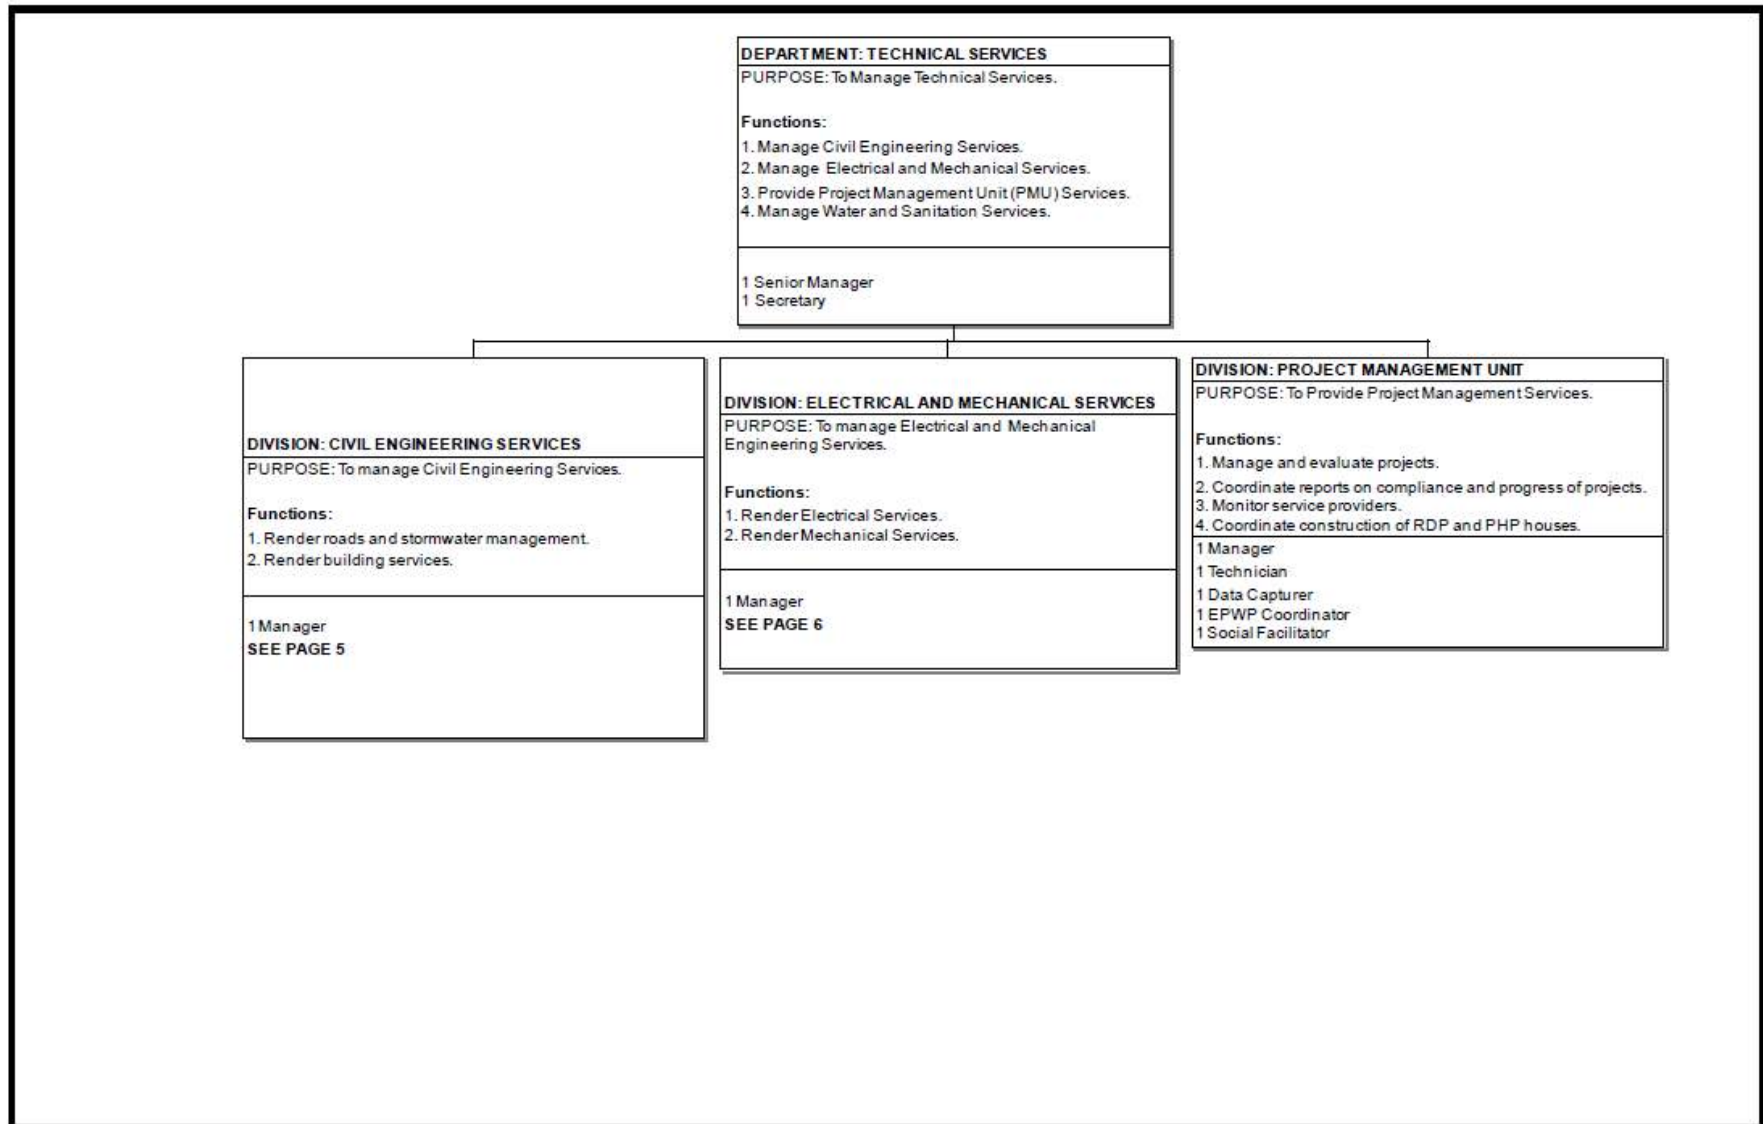 DEPARTMENT: TECHNICAL SERVICES
PURPOSE: To Manage Technical Services.
Functions:
1. Manage Civil Engineering Services.
2. Manage Electrical and Mechanical Services.
3. Provide Project Management Unit (PMU) Services.
4. Manage Water and Sanitation Services.
1 Senior Manager
1 Secretary
DIVISION: CIVIL ENGINEERING SERVICES
PURPOSE: To manage Civil Engineering Services.
Functions:
1. Render roads and stormwater management.
2. Render building services.
1 Manager
SEE PAGE 5
DIVISION: ELECTRICAL AND MECHANICAL SERVICES
PURPOSE: To manage Electrical and Mechanical
Engineering Services.
Functions:
1. Render Electrical Services.
2. Render Mechanical Services.
1 Manager
SEE PAGE 6
DIVISION: PROJECT MANAGEMENT UNIT
PURPOSE: To Provide Project Management Services.
Functions:
1. Manage and evaluate projects.
2. Coordinate reports on compliance and progress of projects.
3. Monitor service providers.
4. Coordinate construction of RDP and PHP houses.
1 Manager
1 Technician
1 Data Capturer
1 EPWP Coordinator
1 Social Facilitator